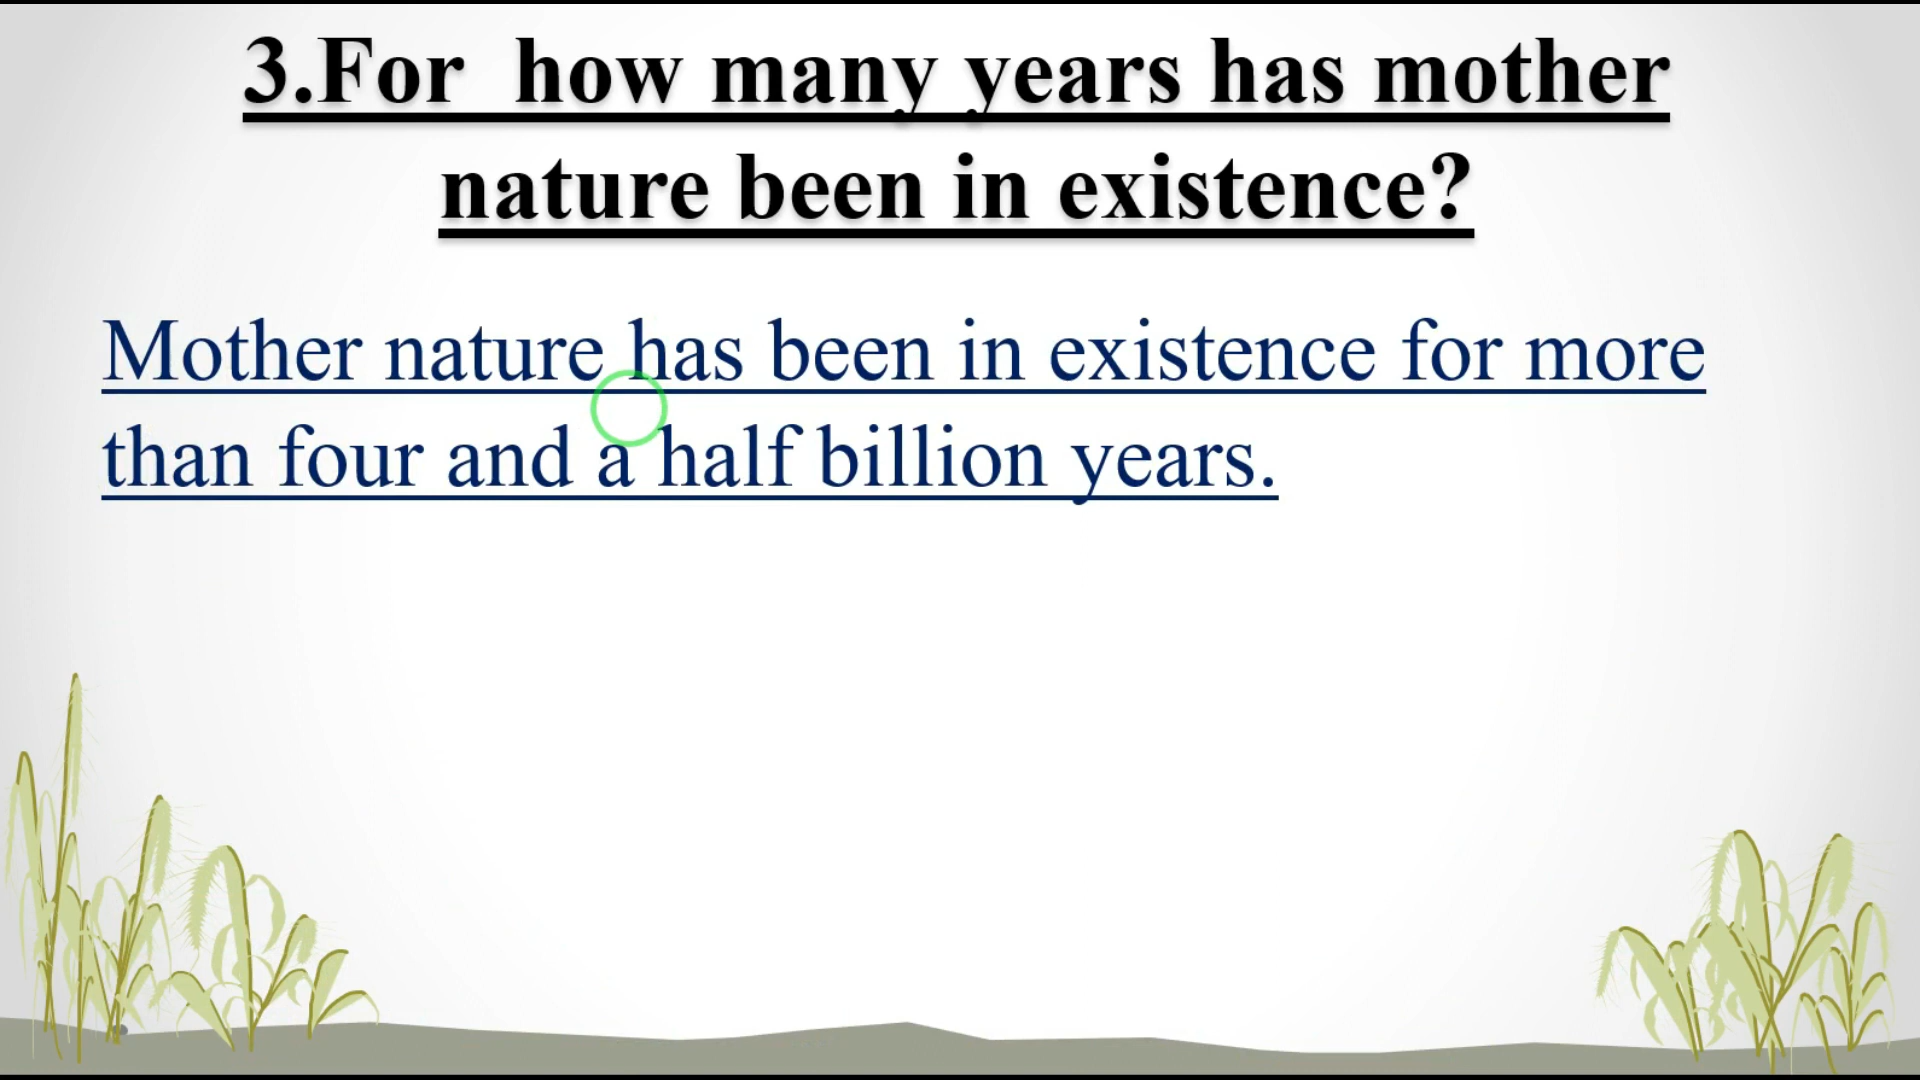 3.For  how many years has mother
nature been in existence?
Mother nature has been in existence for more
than four and a half billion years.